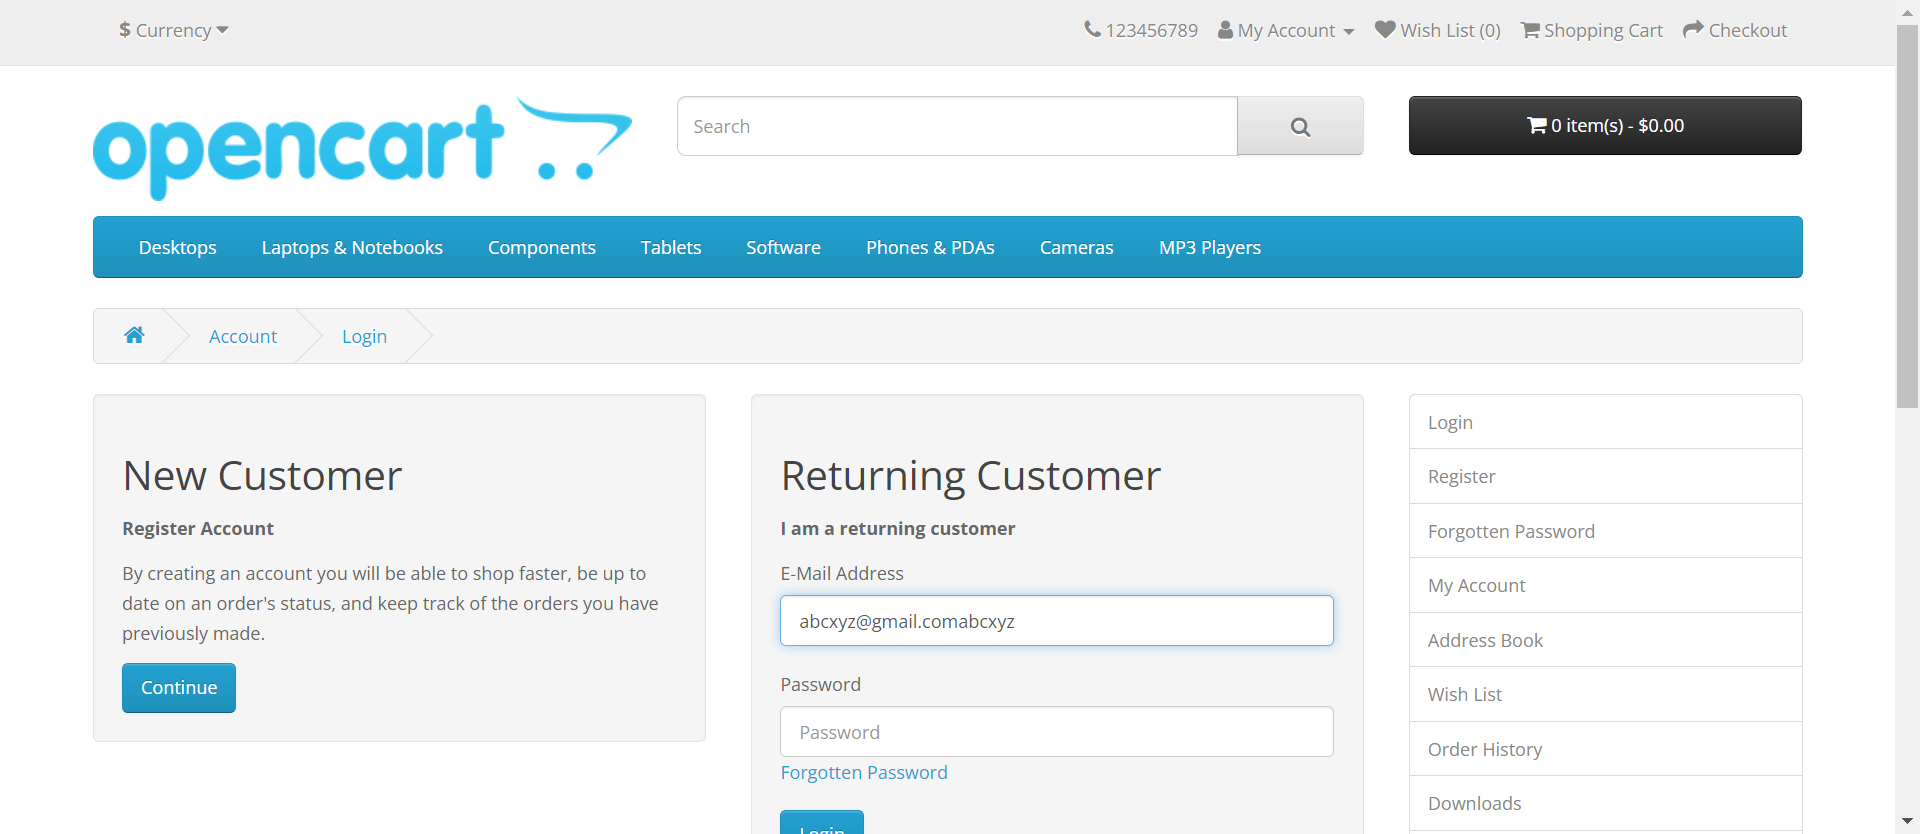 $ Currency
123456789 My Account Wish List (0) Shopping Cart Checkout
opencart
Search
0 item(s) - $0.00
Desktops Laptops & Notebooks Components Tablets Software Phones & PDAs Cameras MP3 Players
Account Login
New Customer
Register Account
By creating an account you will be able to shop faster, be up to
date on an order's status, and keep track of the orders you have
previously made.
Continue
Returning Customer
I am a returning customer
E-Mail Address
abcxyz@gmail.comabcxyz
Password
Password
Forgotten Password
Login
Login
Register
Forgotten Password
My Account
Address Book
Wish List
Order History
Downloads